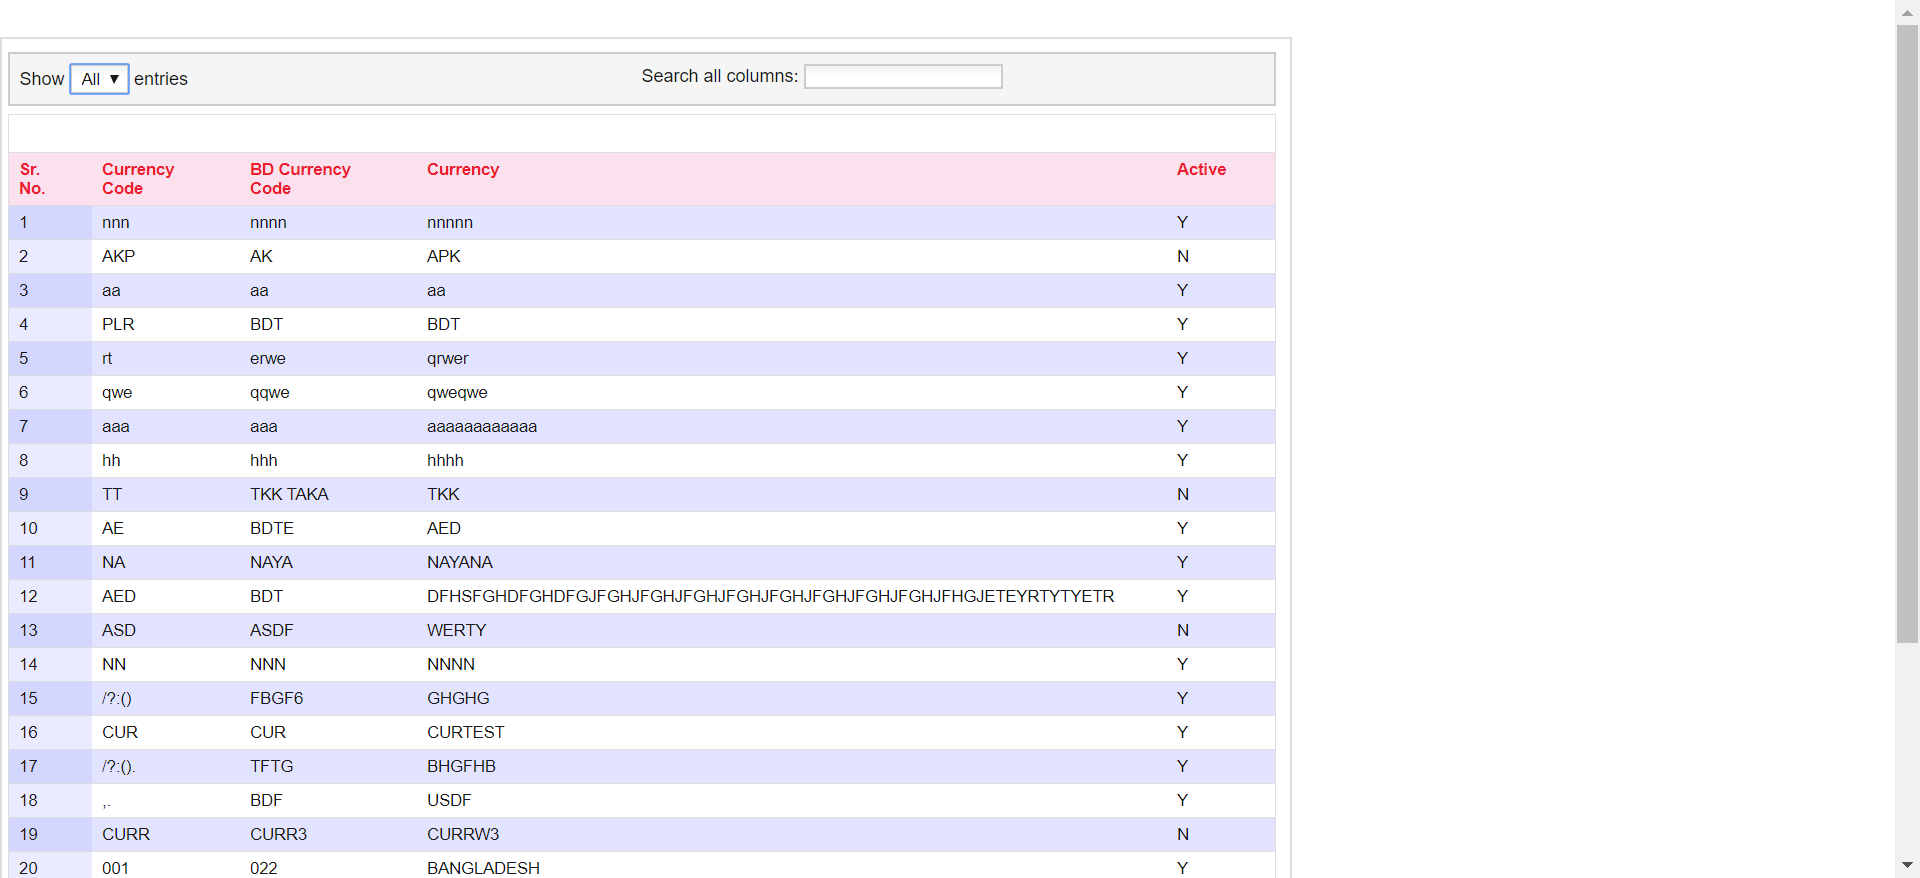 Show All entries Search all columns:
Sr. No. Currency Code BD Currency Code Currency Active
1 nnn nnnn nnnnn Y
2 AKP AK APK N
3 aa aa aa Y
4 PLR BDT BDT Y
5 rt erwe qrwer Y
6 qwe qqwe qweqwe Y
7 aaa aaa aaaaaaaaaaaa Y
8 hh hhh hhhh Y
9 TT TKK TAKA TKK N
10 AE BDTE AED Y
11 NA NAYA NAYANA Y
12 AED BDT DFHSFGHDFGHDFGJFGHJFGHJFGHJFGHJFGHJFGHJFGHJFGHJFHGJETEYRTYTYETR Y
13 ASD ASDF WERTY N
14 NN NNN NNNN Y
15 /?:() FBGF6 GHGHG Y
16 CUR CUR CURTEST Y
17 /?:(). TFTG BHGFHB Y
18 ,. BDF USDF Y
19 CURR CURR3 CURRW3 N
20 001 022 BANGLADESH Y